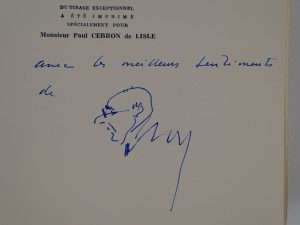 DU TIRAGE EXCEPTIONNEL
A ÉTÉ IMPRIMÉ
SPÉCIALEMENT POUR
Monsieur Paul CEBRON de LISLE
avec les meilleurs sentiments
de